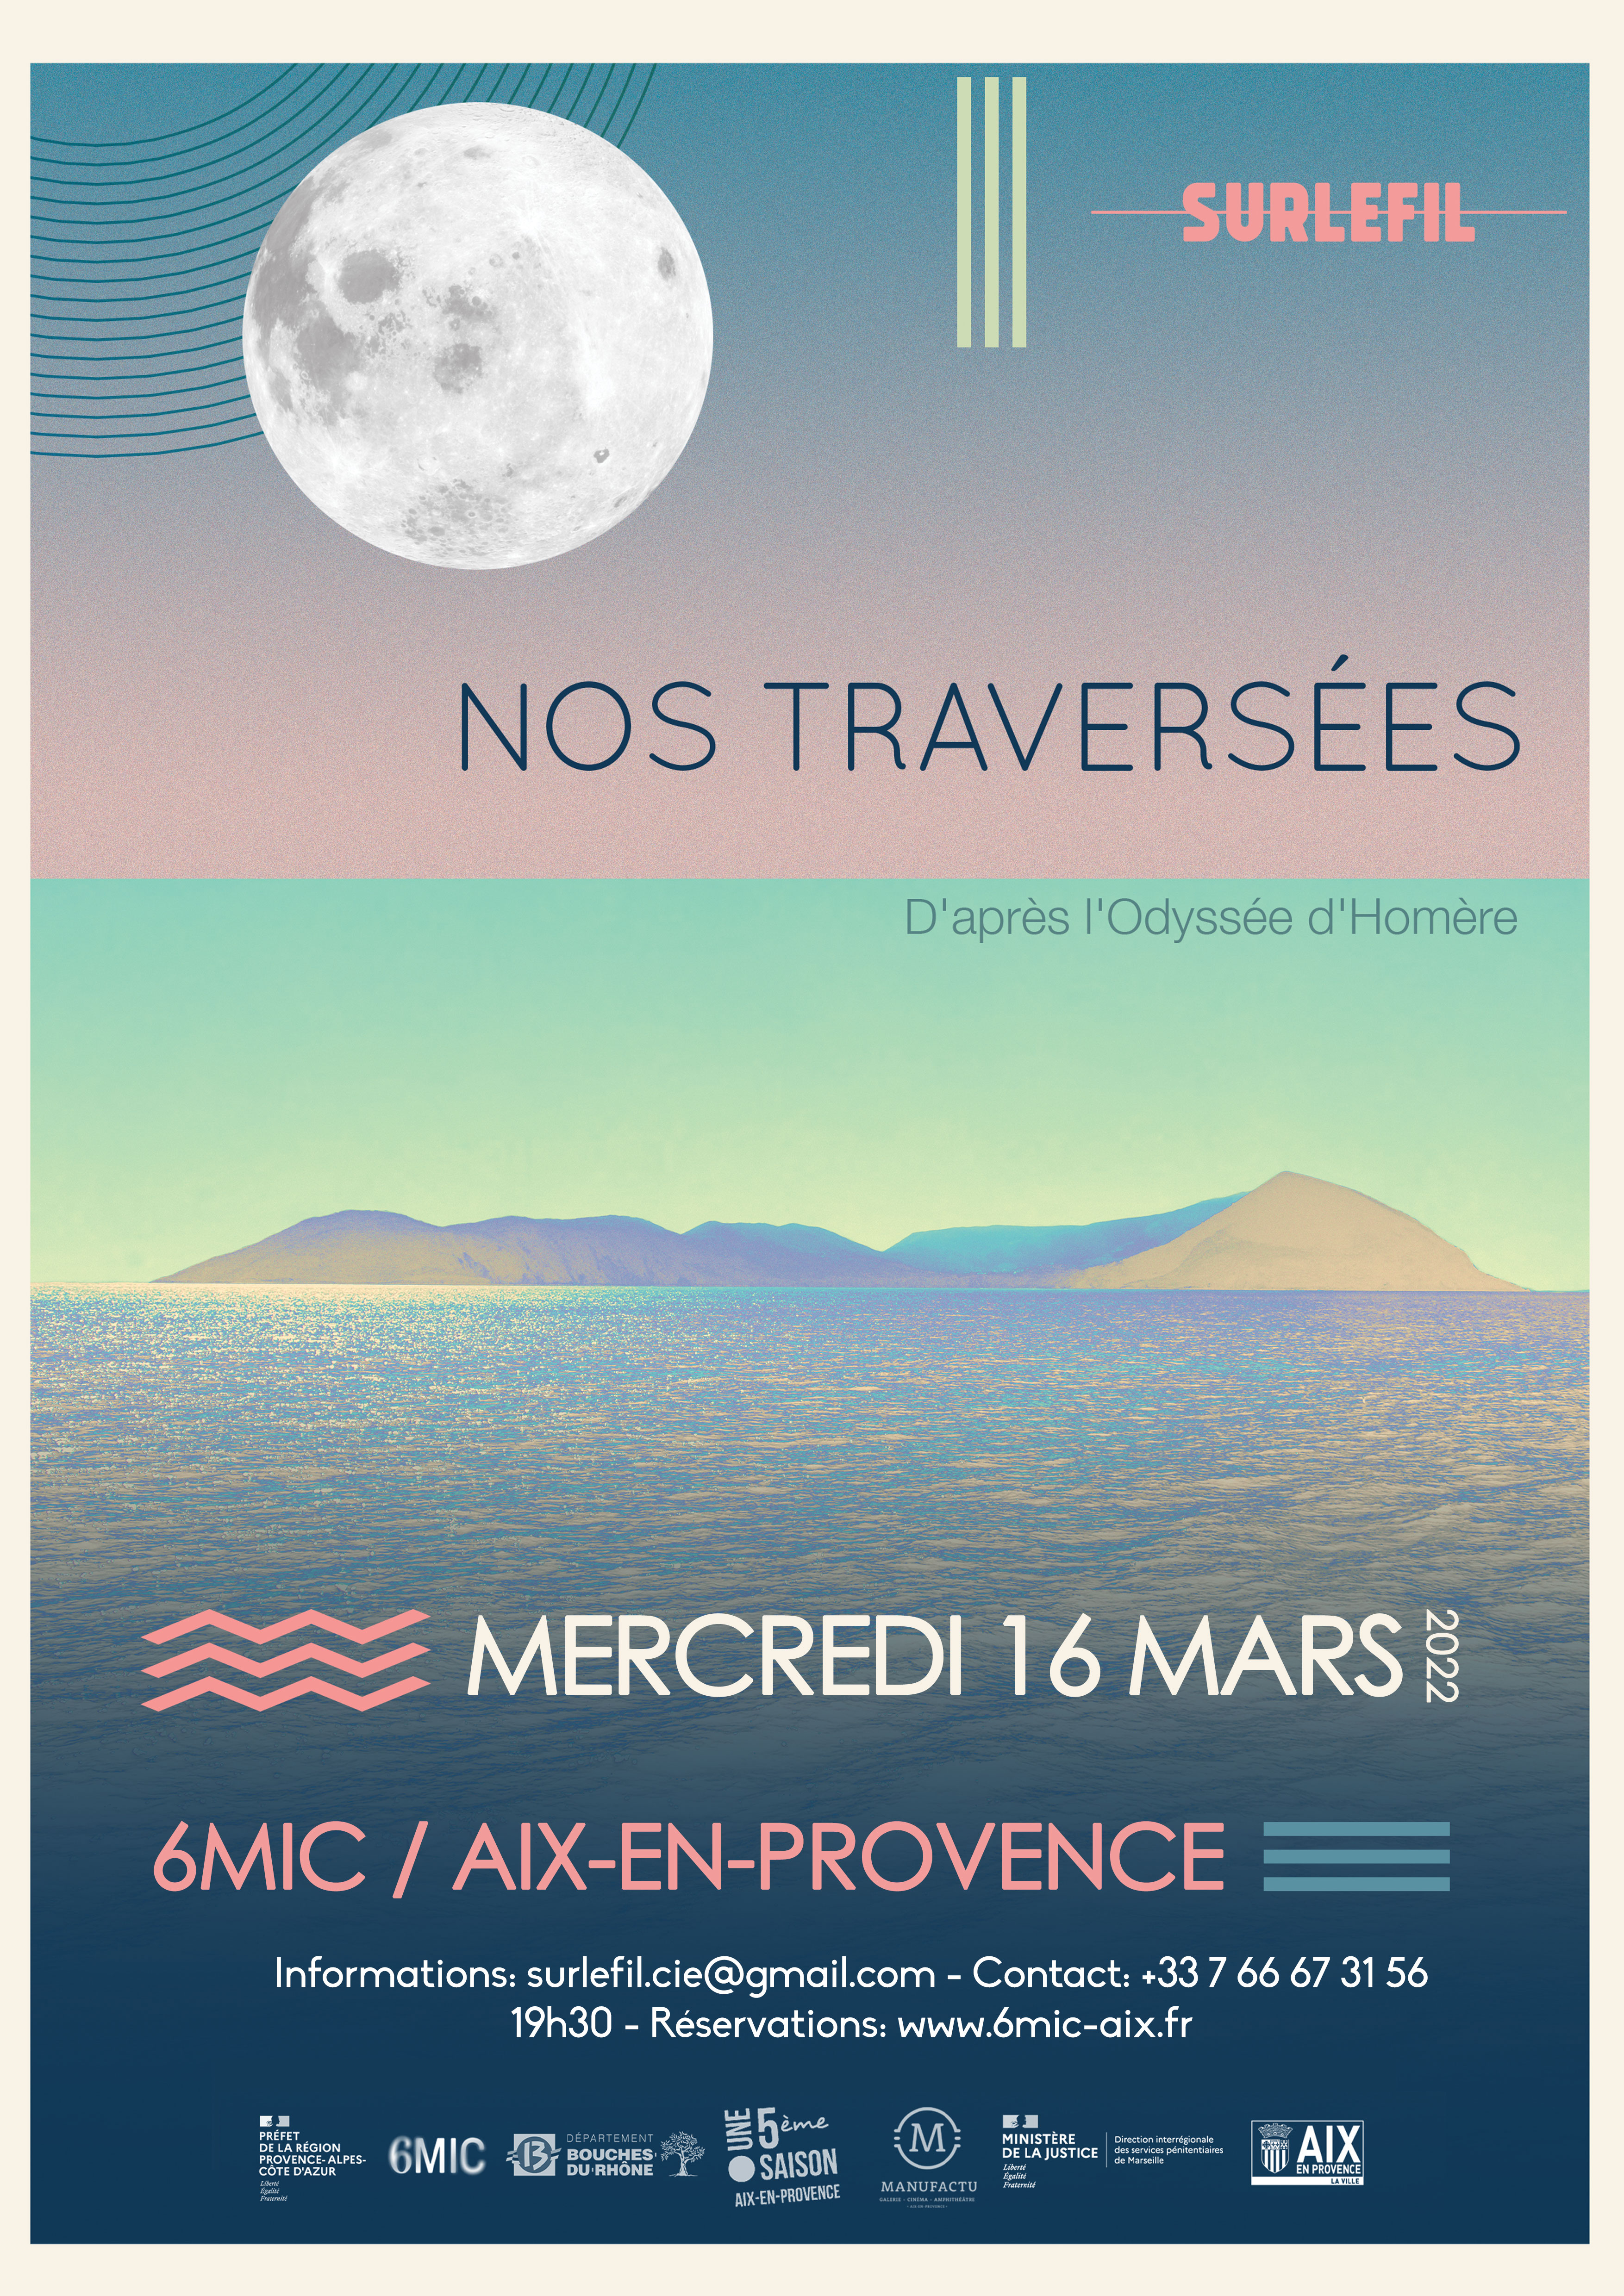 SURLEFIL
NOS TRAVERSÉES
D'après l'Odyssée d'Homère
MERCREDI 16 MARS 2022
6MIC / AIX-EN-PROVENCE
Informations: surlefil.cie@gmail.com - Contact: +33 7 66 67 31 56
19h30 - Réservations: www.6mic-aix.fr
PRÉFET
DE LA RÉGION
PROVENCE-ALPES-
CÔTE D'AZUR
Liberté
Égalité
Fraternité
6MIC
13
DÉPARTEMENT
BOUCHES
DU RHÔNE
UNE
5ème
SAISON
AIX-EN-PROVENCE
M
MANUFACTU
GALERIE - CINÉMA - AMPHITHÉÂTRE
MINISTÈRE
DE LA JUSTICE
Liberté
Égalité
Fraternité
Direction interrégionale
des services pénitentiaires
de Marseille
AIX
EN PROVENCE
LA VILLE